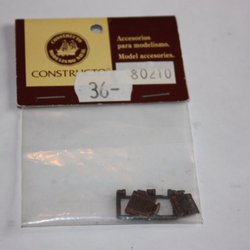 Accesorios
para modelismo.
Model accesories.
CONSTRUCTO
80210
36-